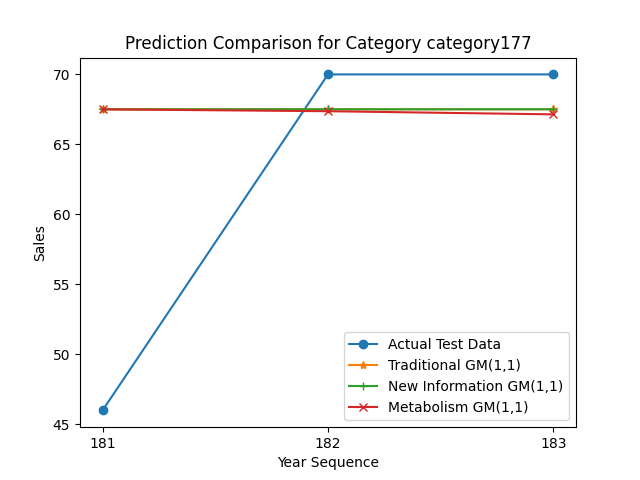 Prediction Comparison for Category category177
70
65
60
55
50
45
Sales
181
182
183
Year Sequence
Actual Test Data
Traditional GM(1,1)
New Information GM(1,1)
Metabolism GM(1,1)